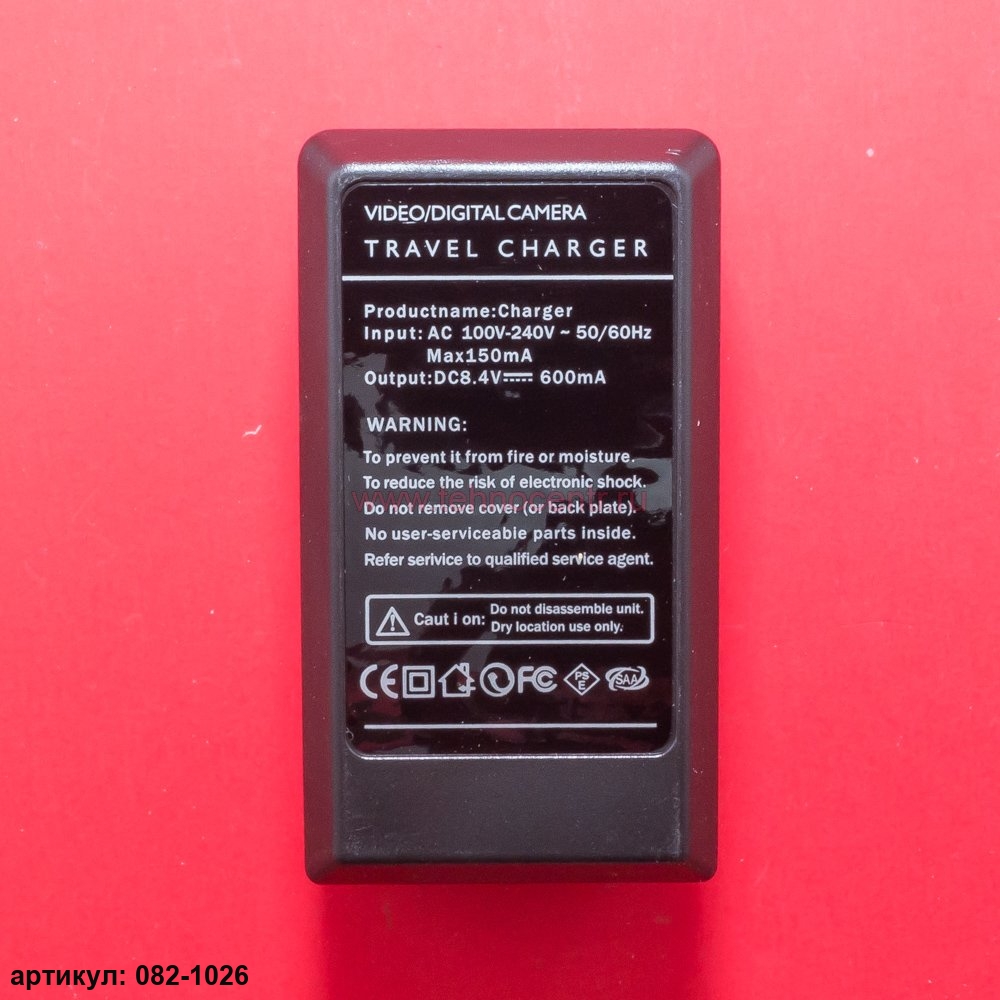 VIDEO/DIGITAL CAMERA
TRAVEL CHARGER
Productname:Charger
Input: AC 100V-240V ~ 50/60Hz
Max150mA
Output:DC8.4V⎓ 600mA
WARNING:
To prevent it from fire or moisture.
To reduce the risk of electronic shock.
www.tehnocentr.ru
Do not remove cover (or back plate).
No user-serviceable parts inside.
Refer serivice to qualified service agent.
Caut i on: Do not disassemble unit.
Dry location use only.
CE FC PS E SAA
артикул: 082-1026